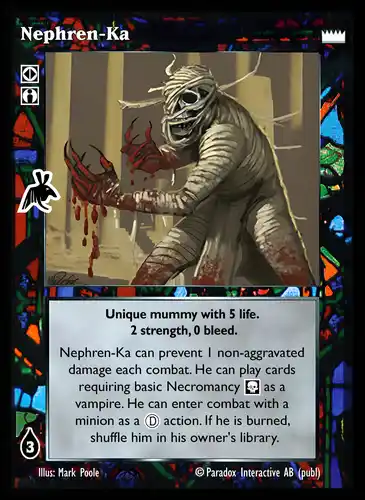 Nephren-Ka
Unique mummy with 5 life.
2 strength, 0 bleed.
Nephren-Ka can prevent 1 non-aggravated
damage each combat. He can play cards
requiring basic Necromancy as a
vampire. He can enter combat with a
minion as a D action. If he is burned,
shuffle him in his owner's library.
3
Illus: Mark Poole © Paradox Interactive AB (publ)